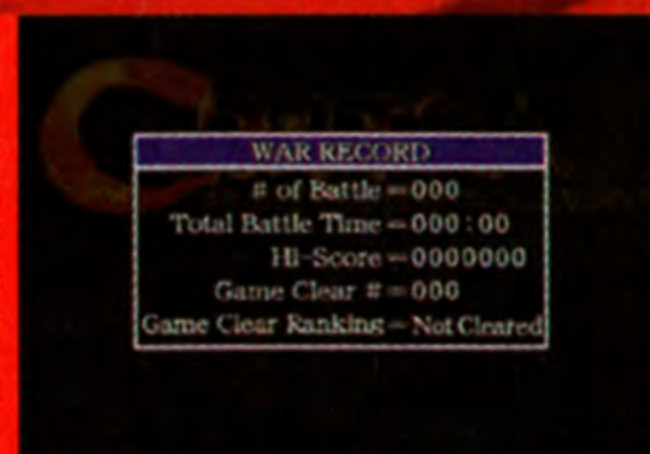 WAR RECORD
# of Battle=000
Total Battle Time=000:00
Hi-Score=0000000
Game Clear #=000
Game Clear Ranking=Not Cleared